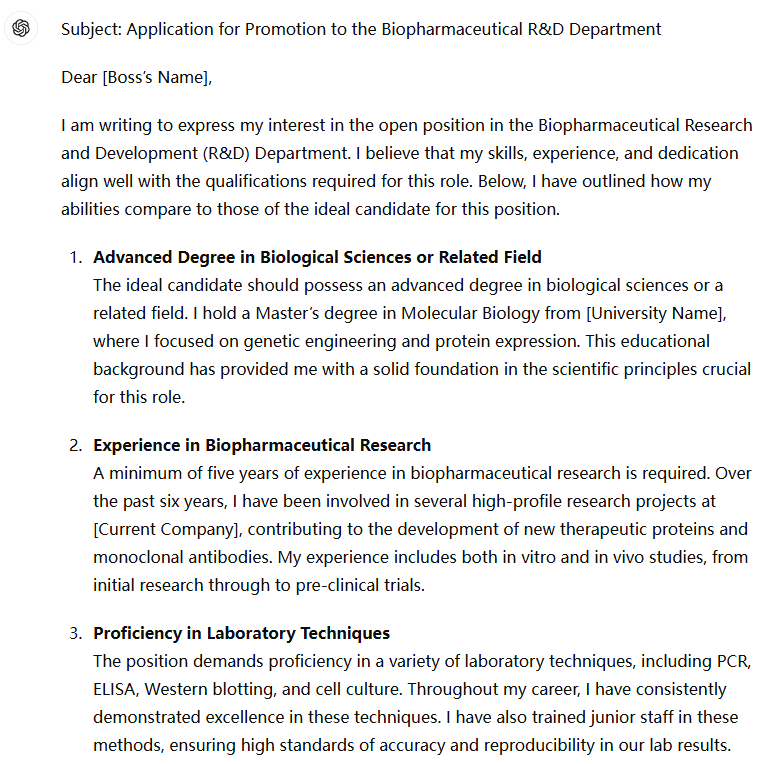 Subject: Application for Promotion to the Biopharmaceutical R&D Department
Dear [Boss's Name],
I am writing to express my interest in the open position in the Biopharmaceutical Research
and Development (R&D) Department. I believe that my skills, experience, and dedication
align well with the qualifications required for this role. Below, I have outlined how my
abilities compare to those of the ideal candidate for this position.
1. Advanced Degree in Biological Sciences or Related Field
The ideal candidate should possess an advanced degree in biological sciences or a
related field. I hold a Master's degree in Molecular Biology from [University Name],
where I focused on genetic engineering and protein expression. This educational
background has provided me with a solid foundation in the scientific principles crucial
for this role.
2. Experience in Biopharmaceutical Research
A minimum of five years of experience in biopharmaceutical research is required. Over
the past six years, I have been involved in several high-profile research projects at
[Current Company], contributing to the development of new therapeutic proteins and
monoclonal antibodies. My experience includes both in vitro and in vivo studies, from
initial research through to pre-clinical trials.
3. Proficiency in Laboratory Techniques
The position demands proficiency in a variety of laboratory techniques, including PCR,
ELISA, Western blotting, and cell culture. Throughout my career, I have consistently
demonstrated excellence in these techniques. I have also trained junior staff in these
methods, ensuring high standards of accuracy and reproducibility in our lab results.